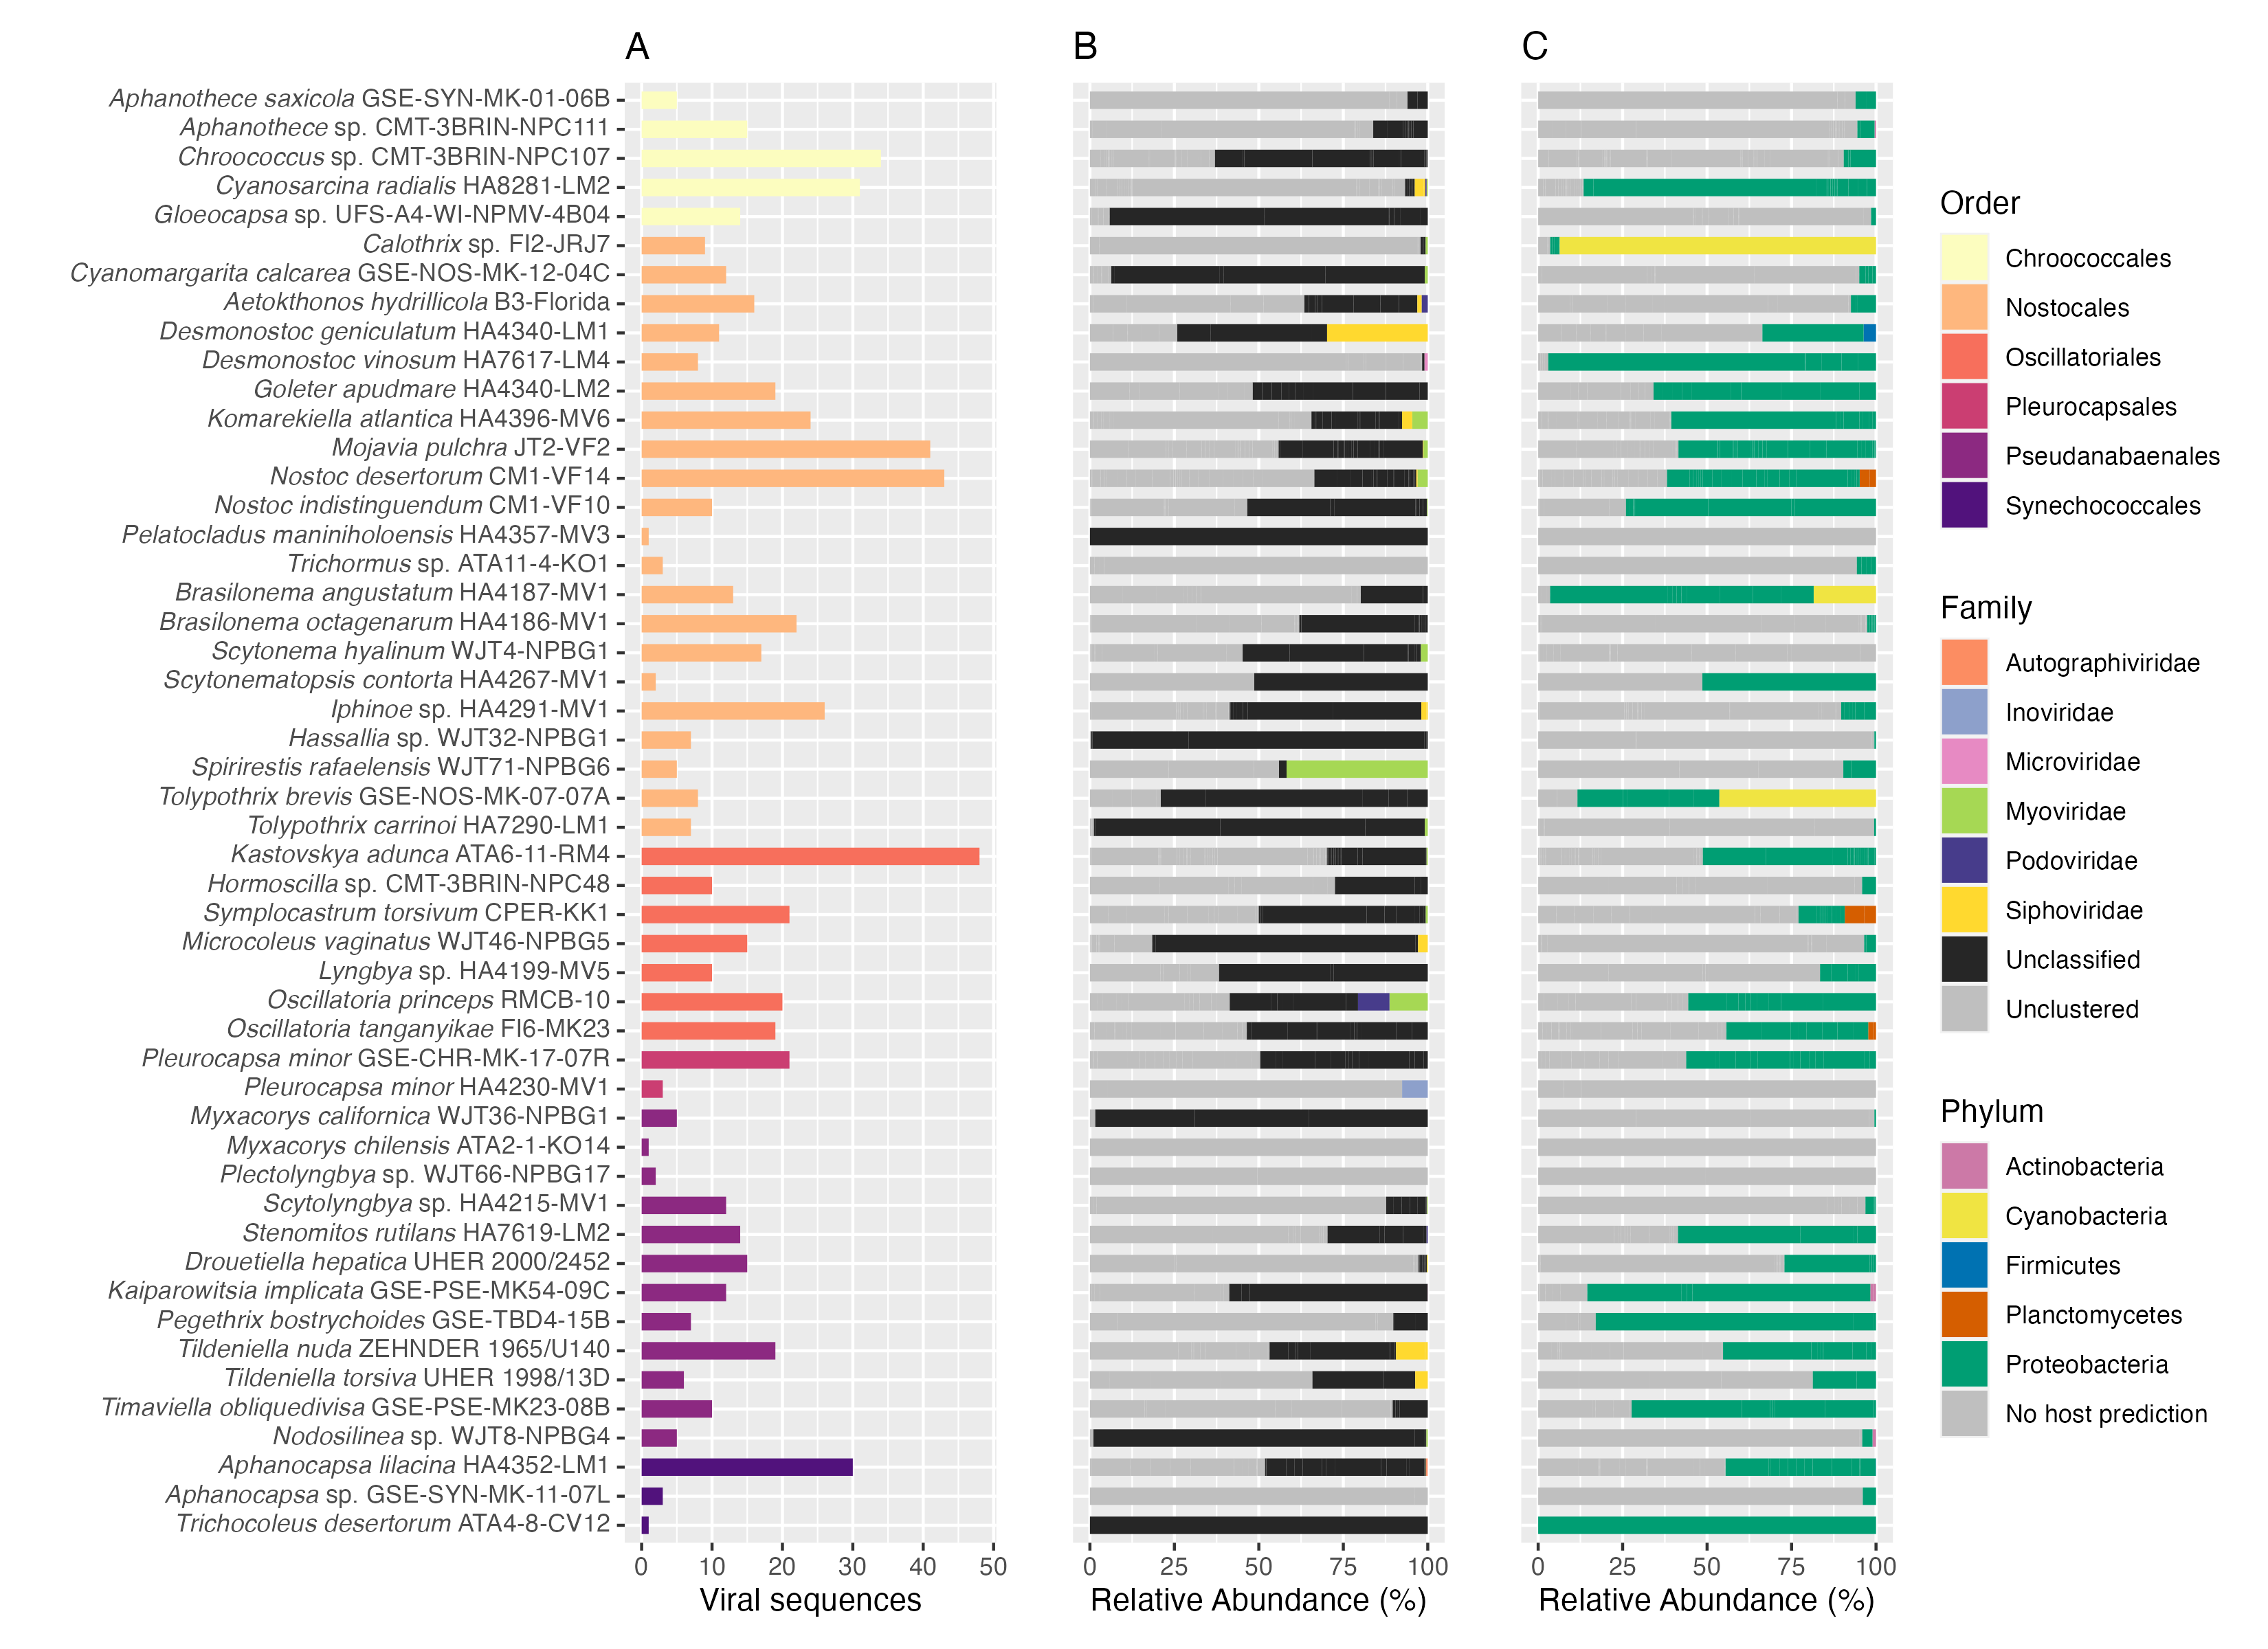 A
B
C
Aphanothece saxicola GSE-SYN-MK-01-06B
Aphanothece sp. CMT-3BRIN-NPC111
Chroococcus sp. CMT-3BRIN-NPC107
Cyanosarcina radialis HA8281-LM2
Gloeocapsa sp. UFS-A4-WI-NPMV-4B04
Calothrix sp. FI2-JRJ7
Cyanomargarita calcarea GSE-NOS-MK-12-04C
Aetokthonos hydrillicola B3-Florida
Desmonostoc geniculatum HA4340-LM1
Desmonostoc vinosum HA7617-LM4
Goleter apudmare HA4340-LM2
Komarekiella atlantica HA4396-MV6
Mojavia pulchra JT2-VF2
Nostoc desertorum CM1-VF14
Nostoc indistinguendum CM1-VF10
Pelatocladus maniniholoensis HA4357-MV3
Trichormus sp. ATA11-4-KO1
Brasilonema angustatum HA4187-MV1
Brasilonema octagenarum HA4186-MV1
Scytonema hyalinum WJT4-NPBG1
Scytonematopsis contorta HA4267-MV1
Iphinoe sp. HA4291-MV1
Hassallia sp. WJT32-NPBG1
Spirirestis rafaelensis WJT71-NPBG6
Tolypothrix brevis GSE-NOS-MK-07-07A
Tolypothrix carrinoi HA7290-LM1
Kastovskya adunca ATA6-11-RM4
Hormoscilla sp. CMT-3BRIN-NPC48
Symplocastrum torsivum CPER-KK1
Microcoleus vaginatus WJT46-NPBG5
Lyngbya sp. HA4199-MV5
Oscillatoria princeps RMCB-10
Oscillatoria tanganyikae FI6-MK23
Pleurocapsa minor GSE-CHR-MK-17-07R
Pleurocapsa minor HA4230-MV1
Myxacorys californica WJT36-NPBG1
Myxacorys chilensis ATA2-1-KO14
Plectolyngbya sp. WJT66-NPBG17
Scytolyngbya sp. HA4215-MV1
Stenomitos rutilans HA7619-LM2
Drouetiella hepatica UHER 2000/2452
Kaiparowitsia implicata GSE-PSE-MK54-09C
Pegethrix bostrychoides GSE-TBD4-15B
Tildeniella nuda ZEHNDER 1965/U140
Tildeniella torsiva UHER 1998/13D
Timaviella obliquedivisa GSE-PSE-MK23-08B
Nodosilinea sp. WJT8-NPBG4
Aphanocapsa lilacina HA4352-LM1
Aphanocapsa sp. GSE-SYN-MK-11-07L
Trichocoleus desertorum ATA4-8-CV12
0 10 20 30 40 50
Viral sequences
0 25 50 75 100
Relative Abundance (%)
0 25 50 75 100
Relative Abundance (%)
Order
Chroococcales
Nostocales
Oscillatoriales
Pleurocapsales
Pseudanabaenales
Synechococcales
Family
Autographiviridae
Inoviridae
Microviridae
Myoviridae
Podoviridae
Siphoviridae
Unclassified
Unclustered
Phylum
Actinobacteria
Cyanobacteria
Firmicutes
Planctomycetes
Proteobacteria
No host prediction